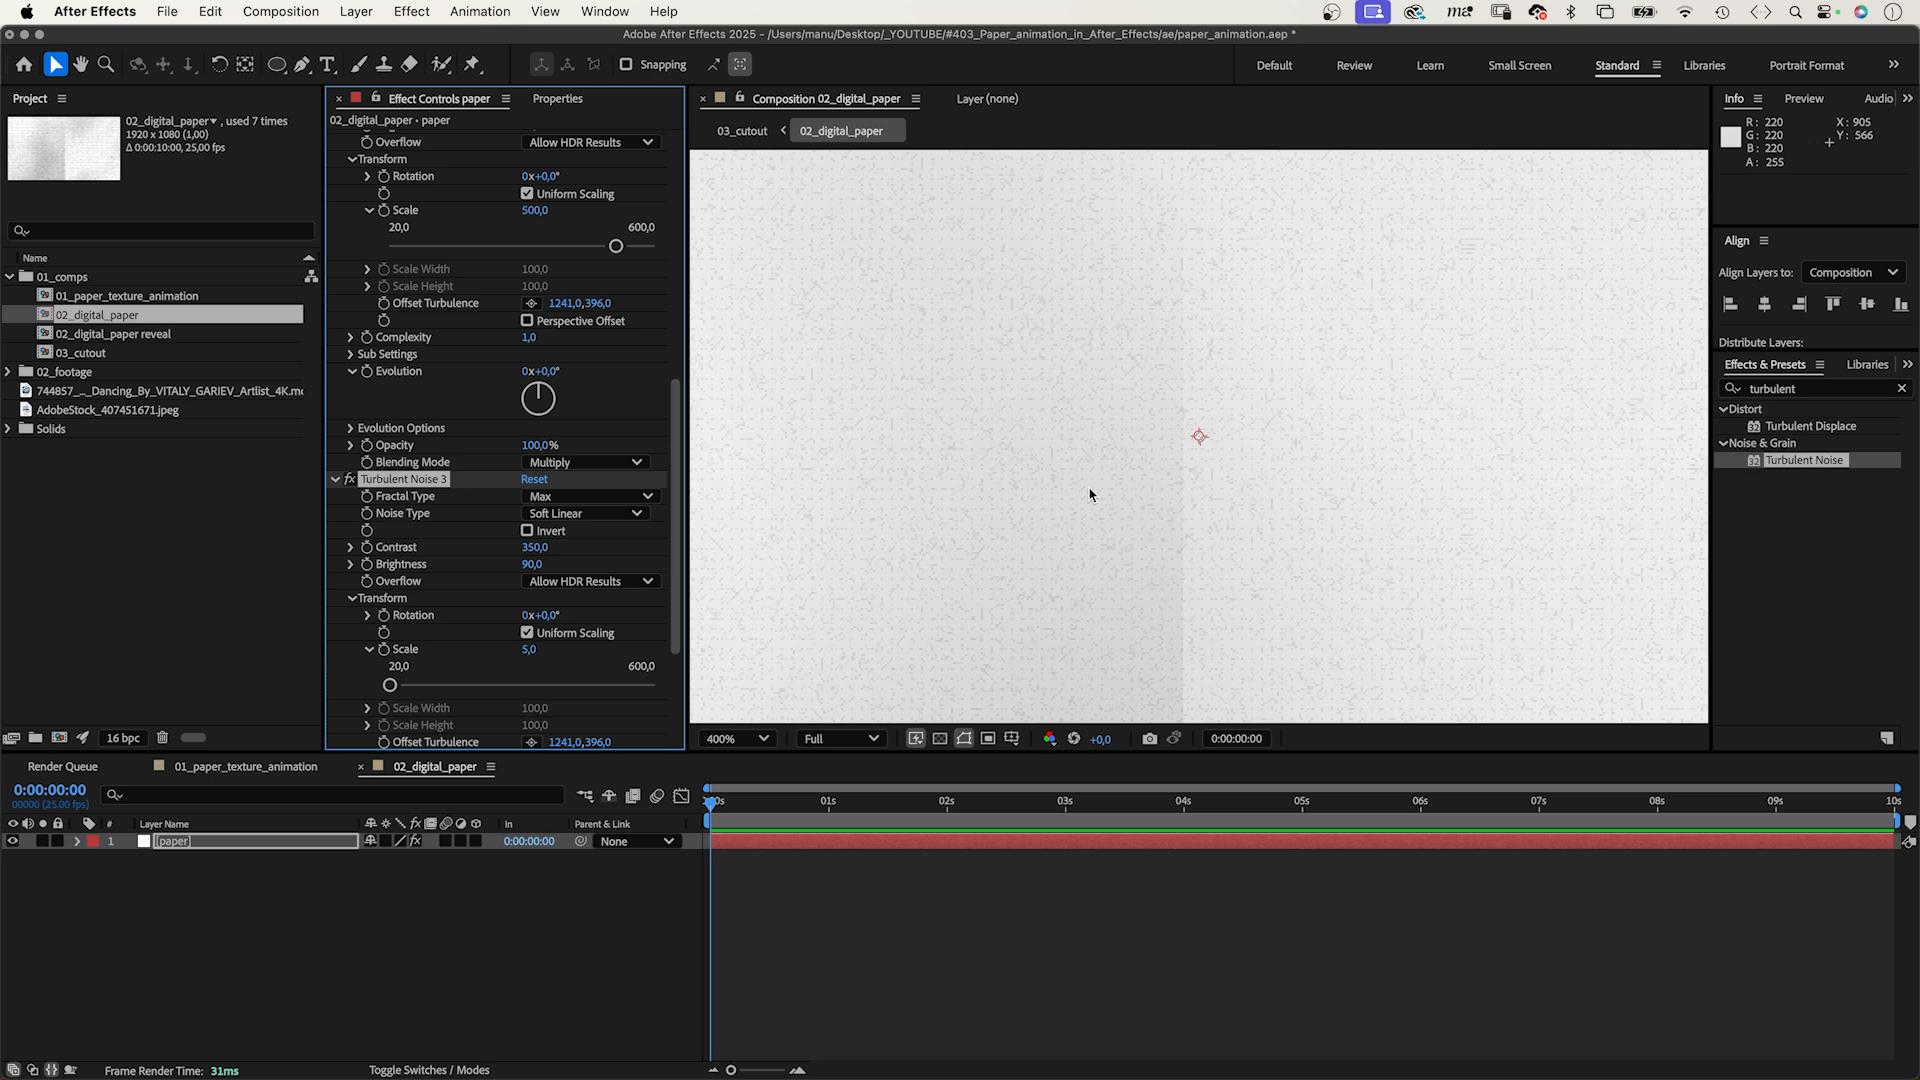 After Effects File Edit Composition Layer Effect Animation View Window Help
Adobe After Effects 2025 - /Users/manu/Desktop/_YOUTUBE/#403_Paper_animation_in_After_Effects/ae/paper_animation.aep *
Snapping
Default Review Learn Small Screen Standard Libraries Portrait Format
Project
02_digital_paper , used 7 times
1920 x 1080 (1,00)
Δ 0:00:10:00, 25,00 fps
Name
01_comps
01_paper_texture_animation
02_digital_paper
02_digital_paper reveal
03_cutout
02_footage
744857_..._Dancing_By_VITALY_GARIEV_Artlist_4K.mc
AdobeStock_407451671.jpeg
Solids
16 bpc
Effect Controls paper Properties
02_digital_paper • paper
Overflow Allow HDR Results
Transform
Rotation 0x+0,0°
Uniform Scaling
Scale 500,0
20,0 600,0
Scale Width 100,0
Scale Height 100,0
Offset Turbulence 1241,0,396,0
Perspective Offset
Complexity 1,0
Sub Settings
Evolution 0x+0,0°
Evolution Options
Opacity 100,0%
Blending Mode Multiply
fx Turbulent Noise 3 Reset
Fractal Type Max
Noise Type Soft Linear
Invert
Contrast 350,0
Brightness 90,0
Overflow Allow HDR Results
Transform
Rotation 0x+0,0°
Uniform Scaling
Scale 5,0
20,0 600,0
Scale Width 100,0
Scale Height 100,0
Offset Turbulence 1241,0,396,0
Composition 02_digital_paper Layer (none)
03_cutout 02_digital_paper
400% Full +0,0 0:00:00:00
Info Preview Audio
R: 220 X: 905
G: 220 Y: 566
B: 220
A: 255
Align
Align Layers to: Composition
Distribute Layers:
Effects & Presets Libraries
turbulent
Distort
32 Turbulent Displace
Noise & Grain
32 Turbulent Noise
Render Queue 01_paper_texture_animation 02_digital_paper
0:00:00:00
00000 (25.00 fps)
01s 02s 03s 04s 05s 06s 07s 08s 09s 10s
# Layer Name fx In Parent & Link
1 [paper] fx 0:00:00:00 None
Frame Render Time: 31ms Toggle Switches / Modes